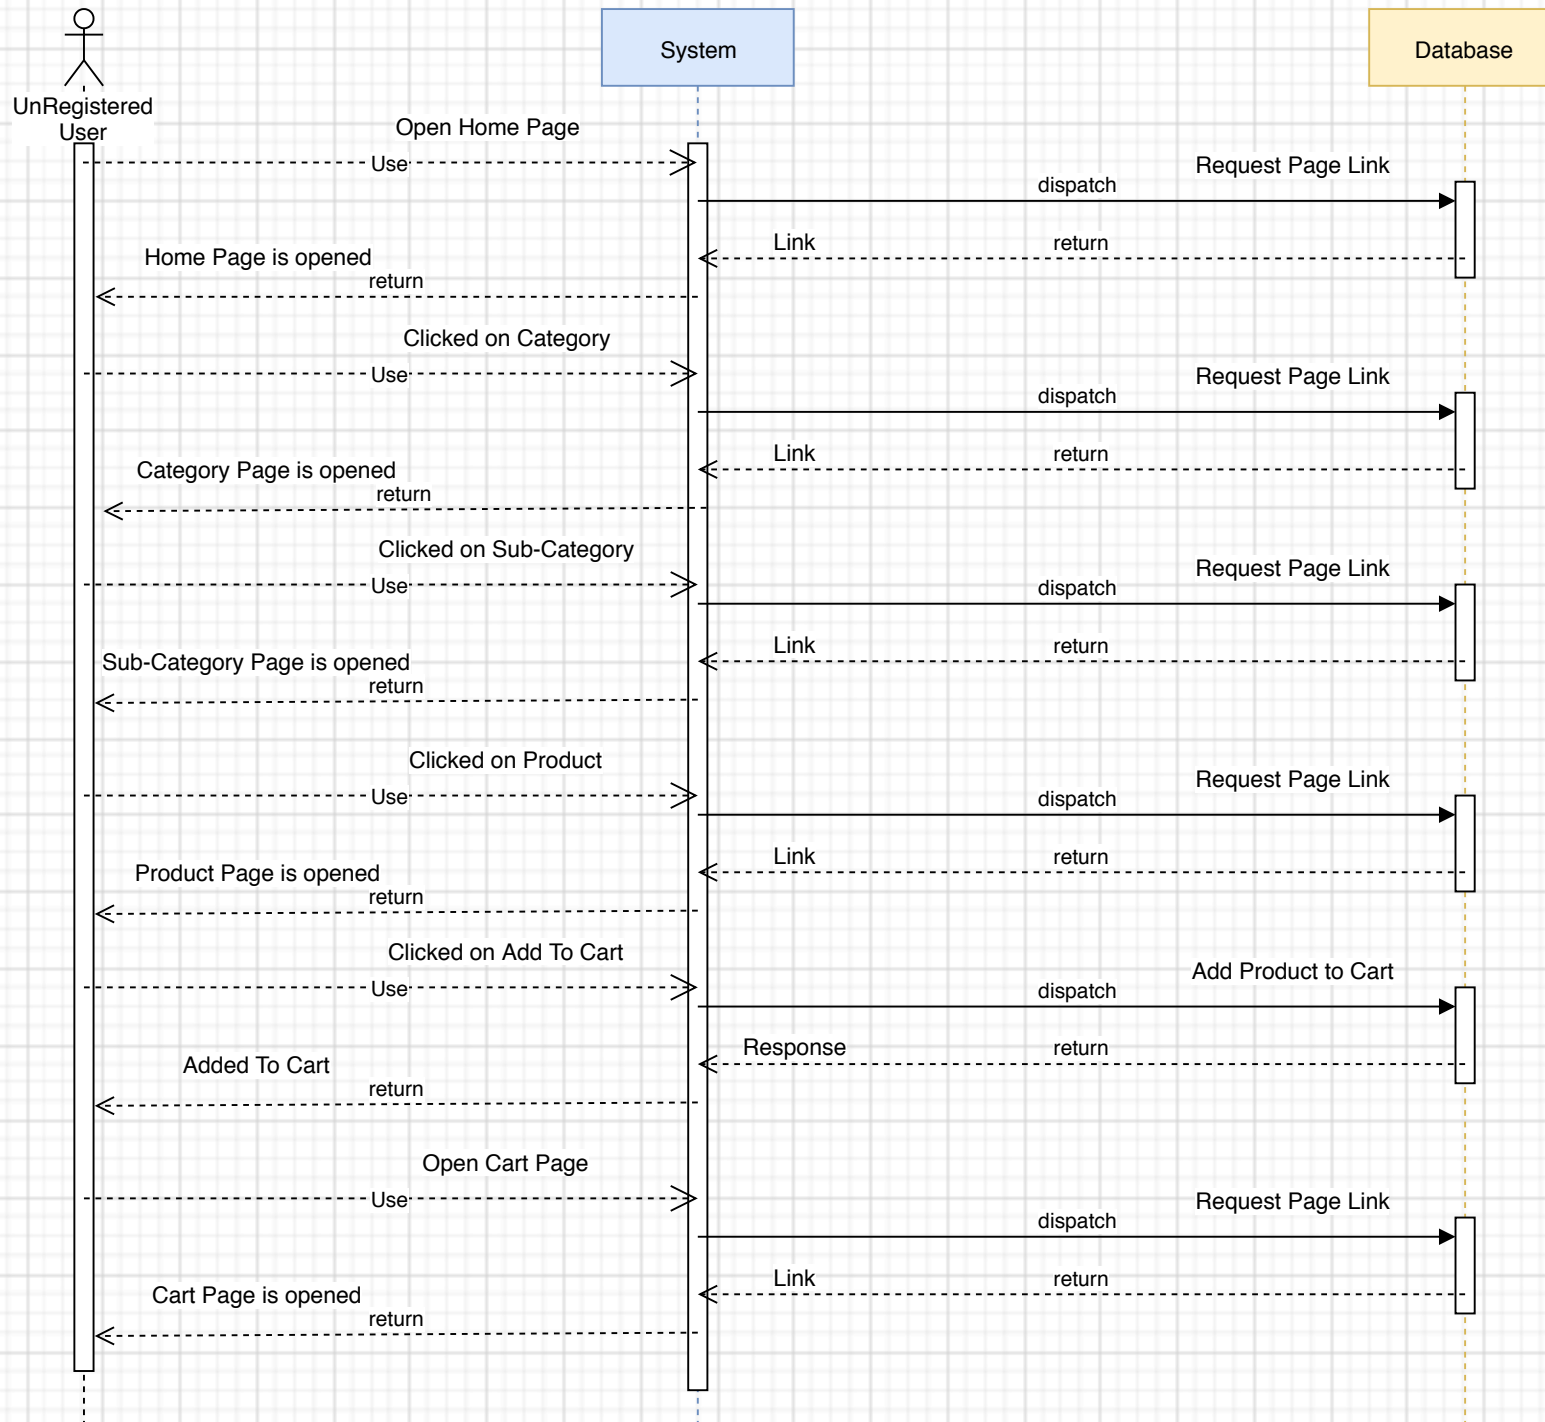 System
Database
UnRegistered
User
Open Home Page
Use
Request Page Link
dispatch
Link
return
Home Page is opened
return
Clicked on Category
Use
Request Page Link
dispatch
Link
return
Category Page is opened
return
Clicked on Sub-Category
Use
Request Page Link
dispatch
Link
return
Sub-Category Page is opened
return
Clicked on Product
Use
Request Page Link
dispatch
Link
return
Product Page is opened
return
Clicked on Add To Cart
Use
Add Product to Cart
dispatch
Response
return
Added To Cart
return
Open Cart Page
Use
Request Page Link
dispatch
Link
return
Cart Page is opened
return